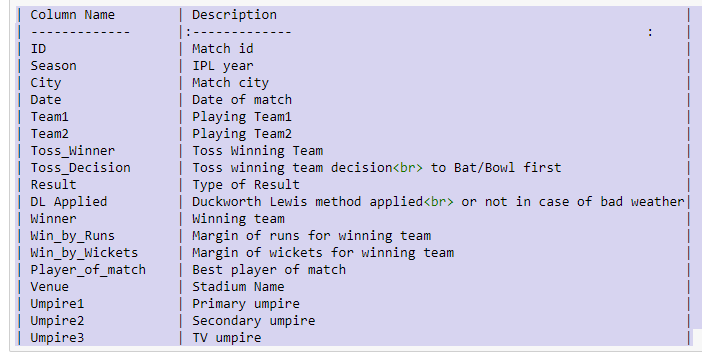 | Column Name | Description |
| ------------- |:------------- : |
| ID | Match id |
| Season | IPL year |
| City | Match city |
| Date | Date of match |
| Team1 | Playing Team1 |
| Team2 | Playing Team2 |
| Toss_Winner | Toss Winning Team |
| Toss_Decision | Toss winning team decision<br> to Bat/Bowl first |
| Result | Type of Result |
| DL Applied | Duckworth Lewis method applied<br> or not in case of bad weather|
| Winner | Winning team |
| Win_by_Runs | Margin of runs for winning team |
| Win_by_Wickets | Margin of wickets for winning team |
| Player_of_match | Best player of match |
| Venue | Stadium Name |
| Umpire1 | Primary umpire |
| Umpire2 | Secondary umpire |
| Umpire3 | TV umpire |